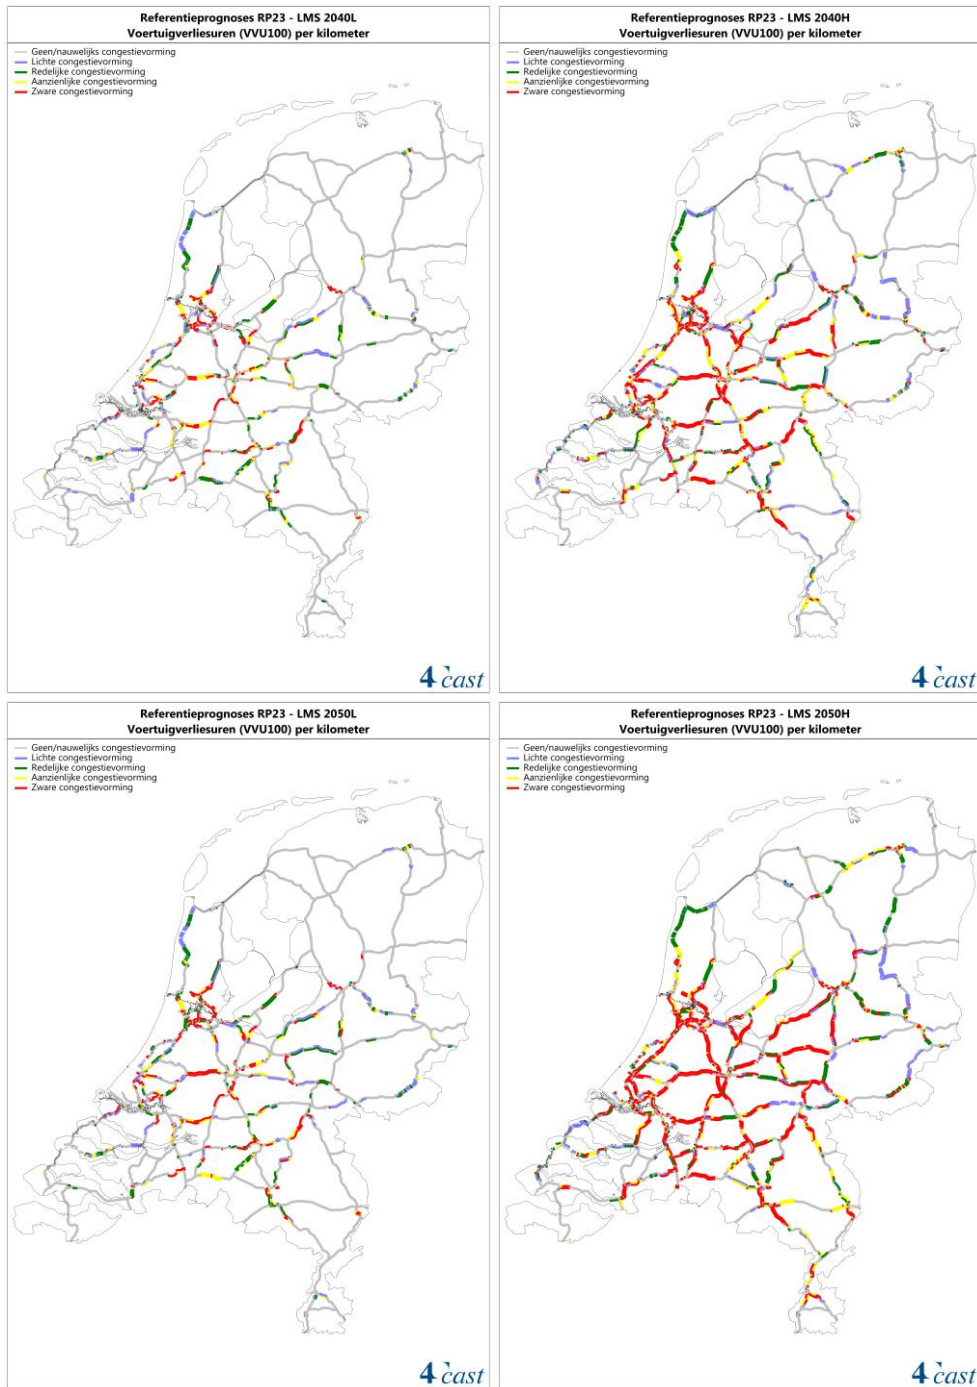 Referentieprognoses RP23 - LMS 2040L
Voertuigverliesuren (VVU100) per kilometer
Geen/nauwelijks congestievorming
Lichte congestievorming
Redelijke congestievorming
Aanzienlijke congestievorming
Zware congestievorming
4cast
Referentieprognoses RP23 - LMS 2040H
Voertuigverliesuren (VVU100) per kilometer
Geen/nauwelijks congestievorming
Lichte congestievorming
Redelijke congestievorming
Aanzienlijke congestievorming
Zware congestievorming
4cast
Referentieprognoses RP23 - LMS 2050L
Voertuigverliesuren (VVU100) per kilometer
Geen/nauwelijks congestievorming
Lichte congestievorming
Redelijke congestievorming
Aanzienlijke congestievorming
Zware congestievorming
4cast
Referentieprognoses RP23 - LMS 2050H
Voertuigverliesuren (VVU100) per kilometer
Geen/nauwelijks congestievorming
Lichte congestievorming
Redelijke congestievorming
Aanzienlijke congestievorming
Zware congestievorming
4cast